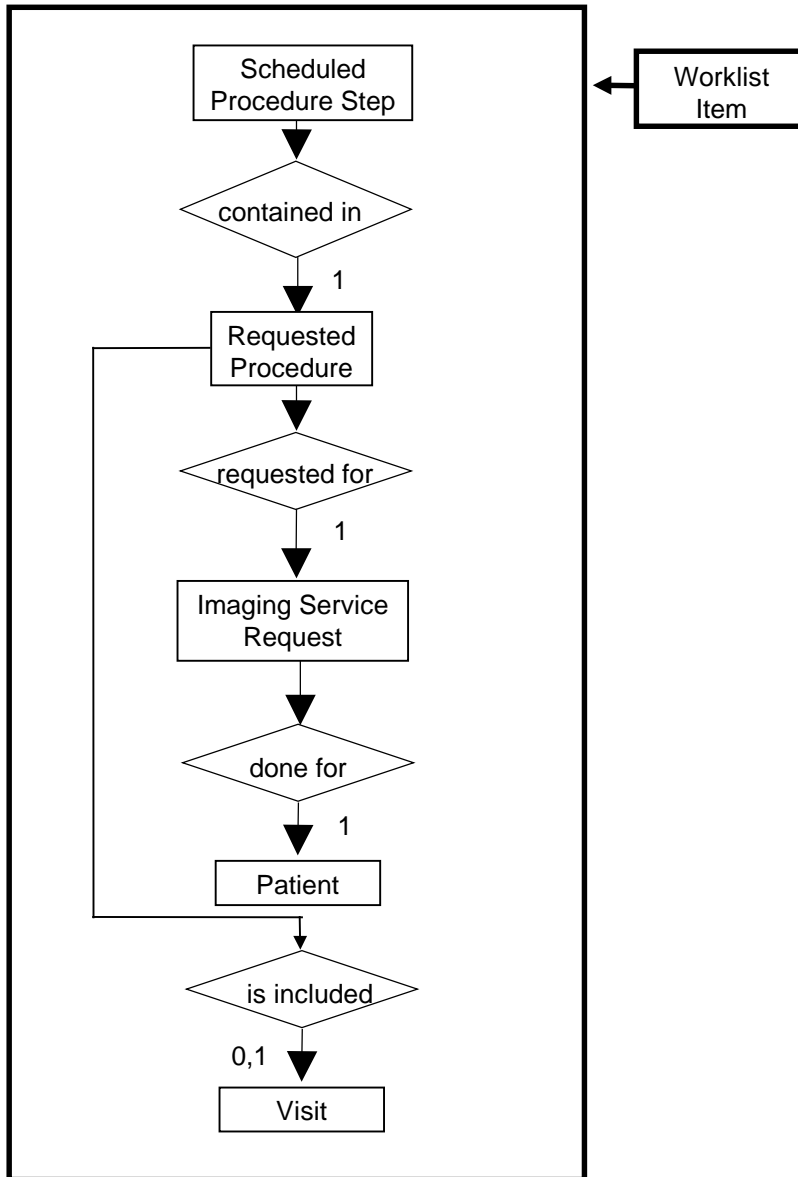 Scheduled
Procedure Step
Worklist
Item
contained in
1
Requested
Procedure
requested for
1
Imaging Service
Request
done for
1
Patient
is included
0,1
Visit